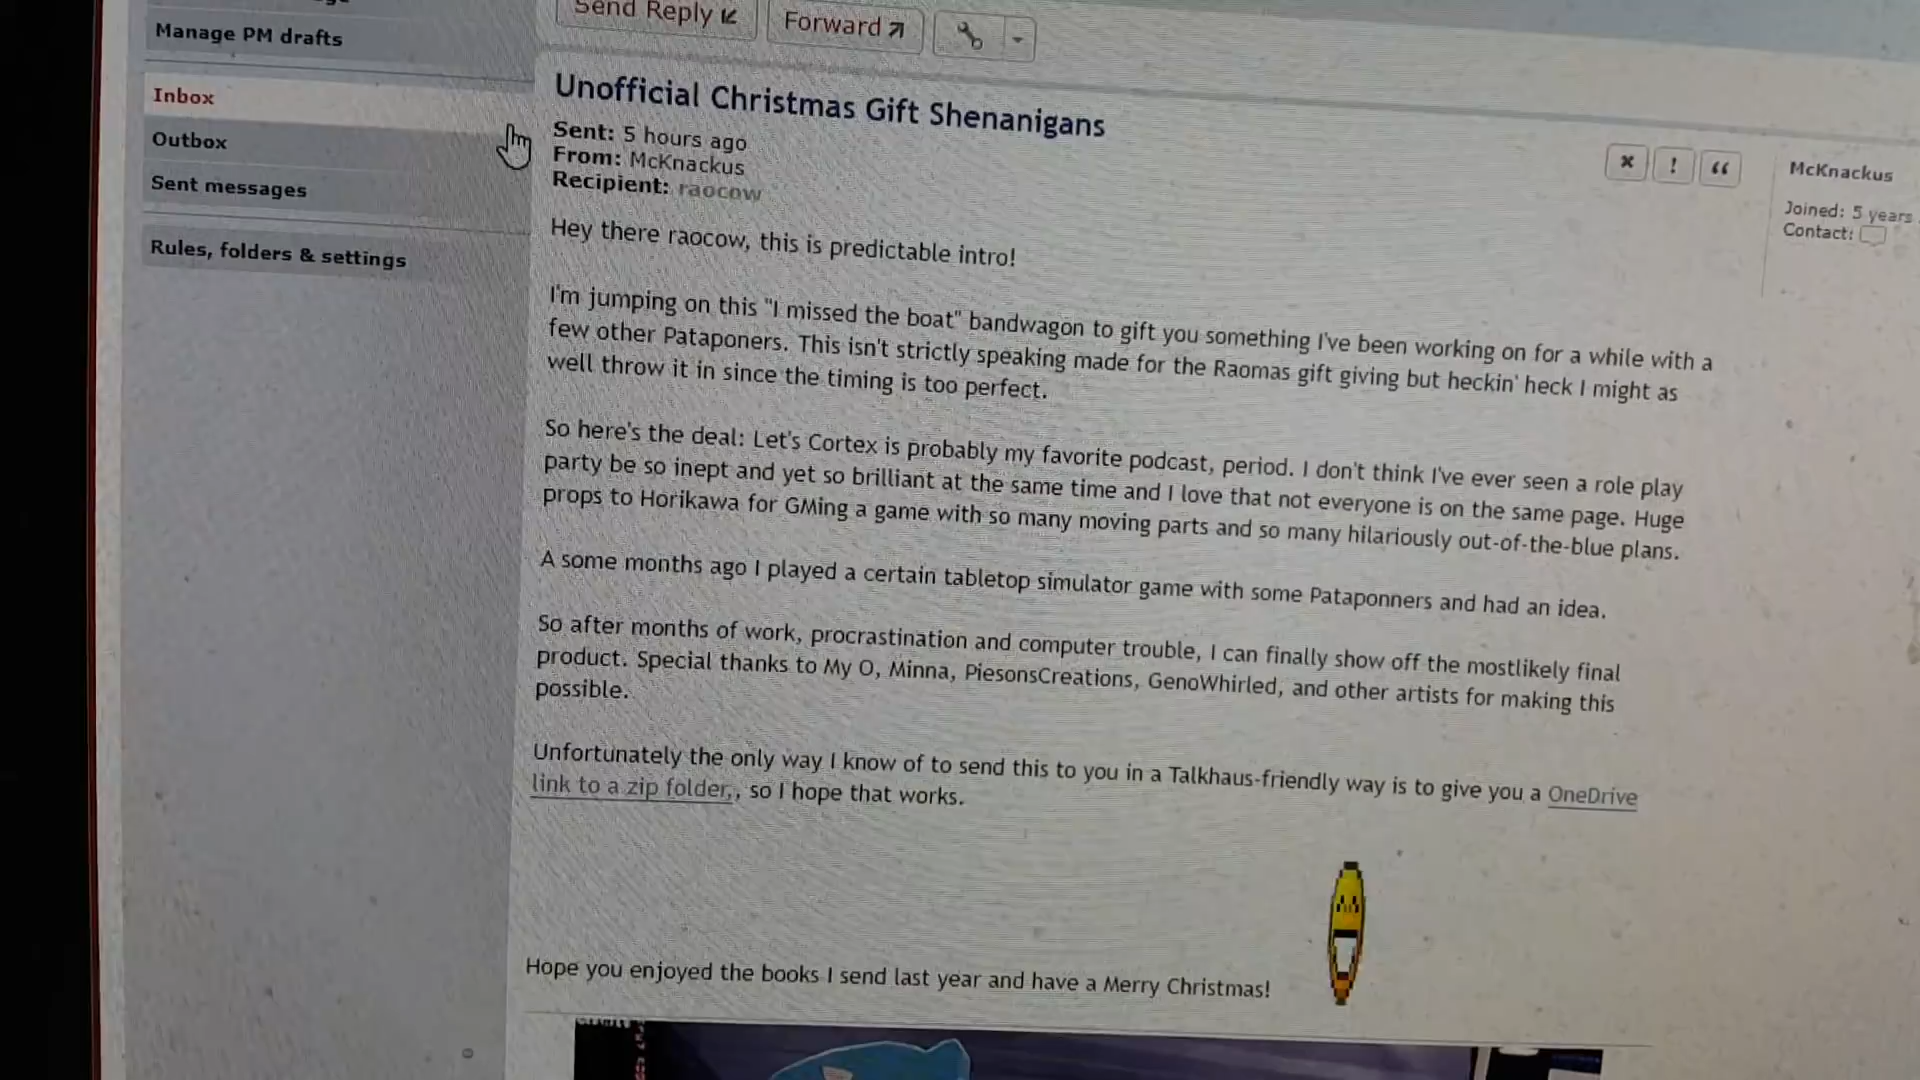 Manage PM drafts
Inbox
Outbox
Sent messages
Rules, folders & settings
Send Reply
Forward
Unofficial Christmas Gift Shenanigans
Sent: 5 hours ago
From: McKnackus
Recipient: raocow
Hey there raocow, this is predictable intro!
I'm jumping on this "I missed the boat" bandwagon to gift you something I've been working on for a while with a
few other Pataponers. This isn't strictly speaking made for the Raomas gift giving but heckin' heck I might as
well throw it in since the timing is too perfect.
So here's the deal: Let's Cortex is probably my favorite podcast, period. I don't think I've ever seen a role play
party be so inept and yet so brilliant at the same time and I love that not everyone is on the same page. Huge
props to Horikawa for GMing a game with so many moving parts and so many hilariously out-of-the-blue plans.
A some months ago I played a certain tabletop simulator game with some Pataponners and had an idea.
So after months of work, procrastination and computer trouble, I can finally show off the mostlikely final
product. Special thanks to My O, Minna, PiesonsCreations, GenoWhirled, and other artists for making this
possible.
Unfortunately the only way I know of to send this to you in a Talkhaus-friendly way is to give you a OneDrive
link to a zip folder,, so I hope that works.
Hope you enjoyed the books I send last year and have a Merry Christmas!
McKnackus
Joined: 5 years
Contact: